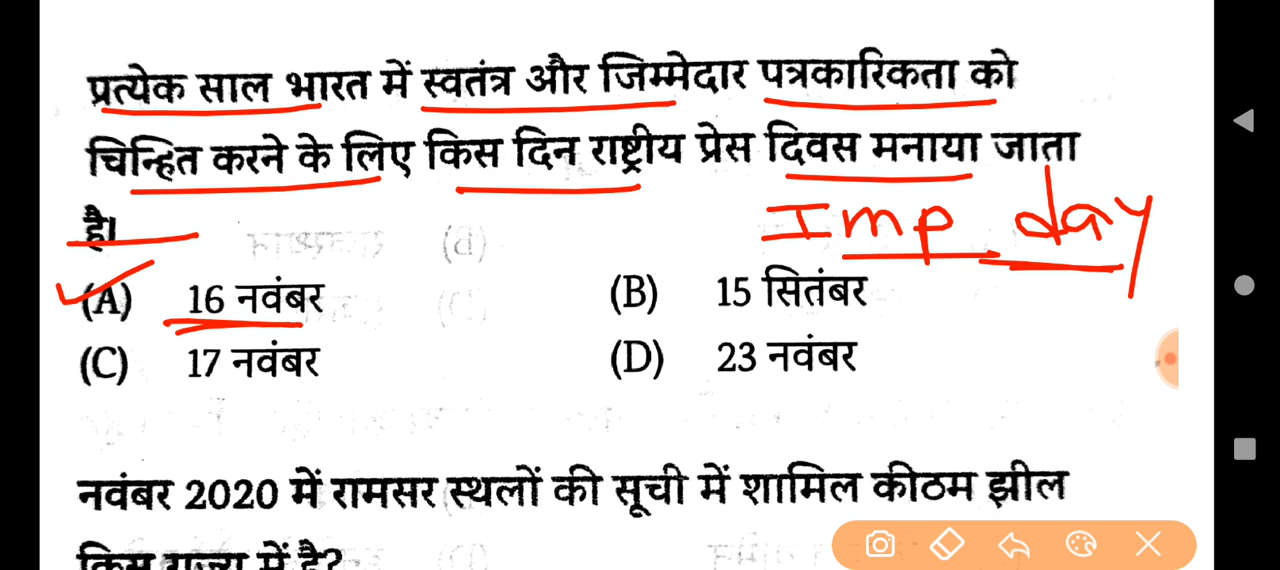 प्रत्येक साल भारत में स्वतंत्र और जिम्मेदार पत्रकारिता को
चिन्हित करने के लिए किस दिन राष्ट्रीय प्रेस दिवस मनाया जाता
है।
Imp day
(A) 16 नवंबर (B) 15 सितंबर
(C) 17 नवंबर (D) 23 नवंबर
नवंबर 2020 में रामसर स्थलों की सूची में शामिल कीठम झील
किस राज्य में है?